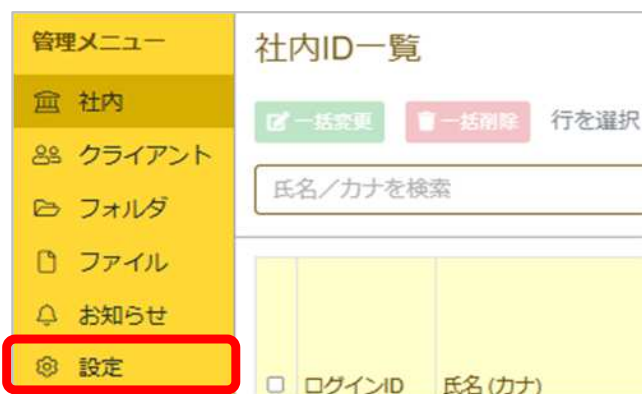 管理メニュー
社内
クライアント
フォルダ
ファイル
お知らせ
設定
社内ID一覧
一括変更 一括削除 行を選択
氏名／カナを検索
ログインID 氏名(カナ)